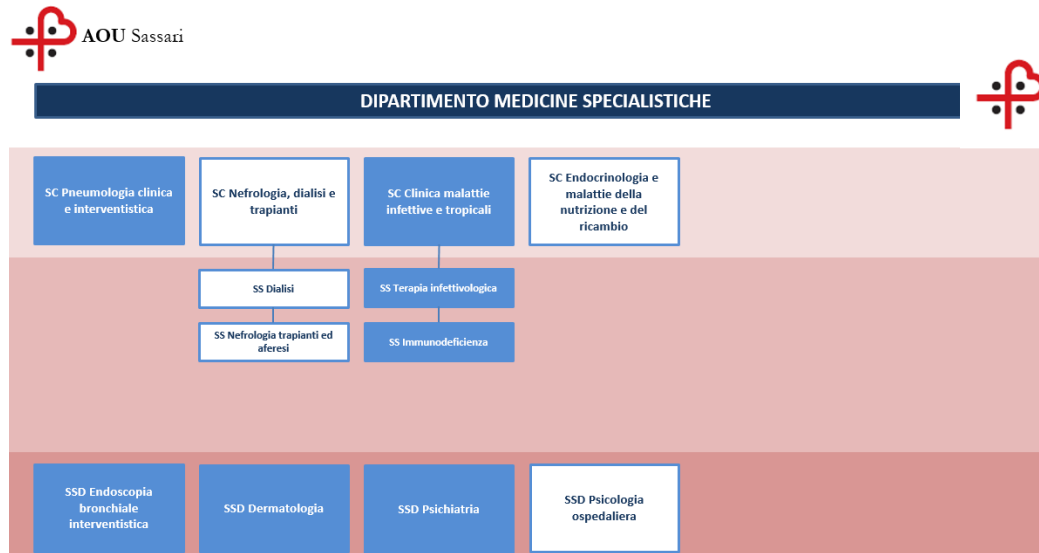 AOU Sassari
DIPARTIMENTO MEDICINE SPECIALISTICHE
SC Pneumologia clinica
e interventistica
SC Nefrologia, dialisi e
trapianti
SC Clinica malattie
infettive e tropicali
SC Endocrinologia e
malattie della
nutrizione e del
ricambio
SS Dialisi
SS Terapia infettivologica
SS Nefrologia trapianti ed
aferesi
SS Immunodeficienza
SSD Endoscopia
bronchiale
interventistica
SSD Dermatologia
SSD Psichiatria
SSD Psicologia
ospedaliera